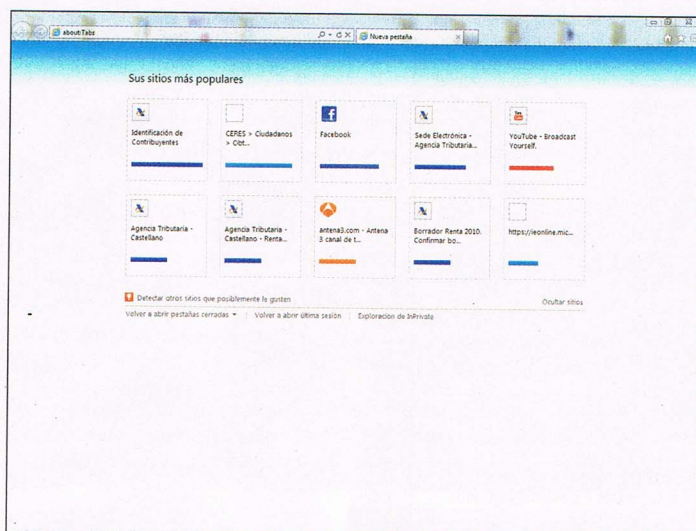 about:Tabs
Nueva pestaña
Sus sitios más populares
Identificación de
Contribuyentes
CERES > Ciudadanos
> Obt...
Facebook
Sede Electrónica -
Agencia Tributaria...
YouTube - Broadcast
Yourself.
Agencia Tributaria -
Castellano
Agencia Tributaria -
Castellano - Renta...
antena3.com - Antena
3 canal de t...
Borrador Renta 2010.
Confirmar bo...
https://ieonline.mic...
Detectar otros sitios que posiblemente le gusten
Ocultar sitios
Volver a abrir pestañas cerradas
Volver a abrir última sesión
Exploración de InPrivate